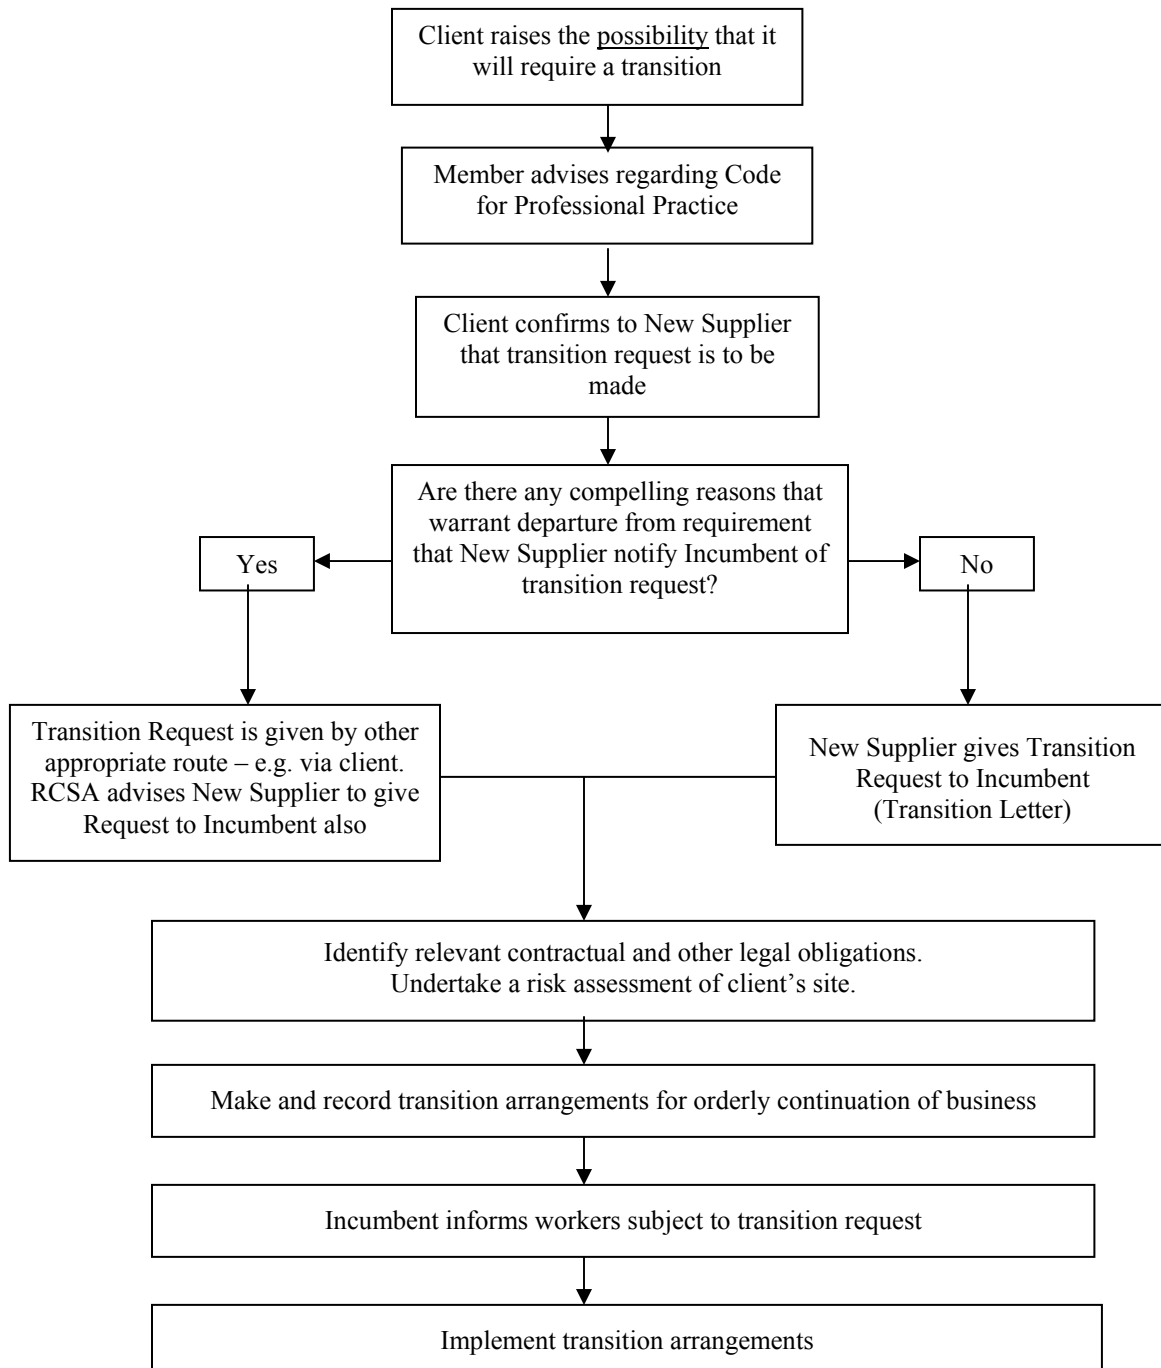 Client raises the possibility that it
will require a transition
Member advises regarding Code
for Professional Practice
Client confirms to New Supplier
that transition request is to be
made
Are there any compelling reasons that
warrant departure from requirement
that New Supplier notify Incumbent of
transition request?
Yes
No
Transition Request is given by other
appropriate route – e.g. via client.
RCSA advises New Supplier to give
Request to Incumbent also
New Supplier gives Transition
Request to Incumbent
(Transition Letter)
Identify relevant contractual and other legal obligations.
Undertake a risk assessment of client’s site.
Make and record transition arrangements for orderly continuation of business
Incumbent informs workers subject to transition request
Implement transition arrangements